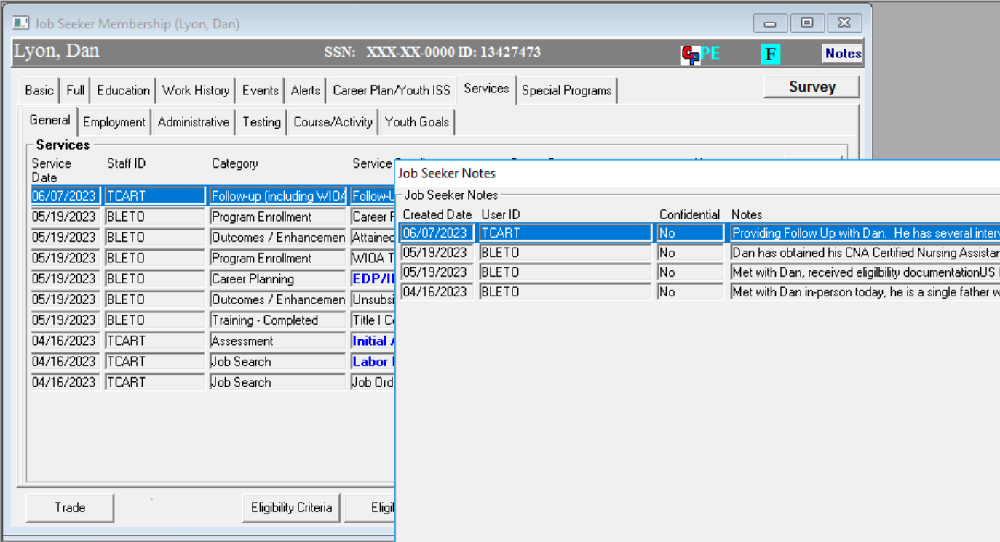 Job Seeker Membership (Lyon, Dan)
Lyon, Dan SSN: XXX-XX-0000 ID: 13427473 CP PE F Notes
Basic Full Education Work History Events Alerts Career Plan/Youth ISS Services Special Programs Survey
General Employment Administrative Testing Course/Activity Youth Goals
Services
Service Date Staff ID Category Service
06/07/2023 TCART Follow-up (including WIOA Follow-U
05/19/2023 BLETO Program Enrollment Career P
05/19/2023 BLETO Outcomes / Enhancemen Attained
05/19/2023 BLETO Program Enrollment WIOA T
05/19/2023 BLETO Career Planning EDP/I
05/19/2023 BLETO Outcomes / Enhancemen Unsubsi
05/19/2023 BLETO Training - Completed Title I C
04/16/2023 TCART Assessment Initial A
04/16/2023 TCART Job Search Labor
04/16/2023 TCART Job Search Job Ord
Trade Eligibility Criteria Eligil
Job Seeker Notes
Job Seeker Notes
Created Date User ID Confidential Notes
06/07/2023 TCART No Providing Follow Up with Dan. He has several interv
05/19/2023 BLETO No Dan has obtained his CNA Certified Nursing Assistan
05/19/2023 BLETO No Met with Dan, received eligilbility documentationUS
04/16/2023 BLETO No Met with Dan in-person today, he is a single father w